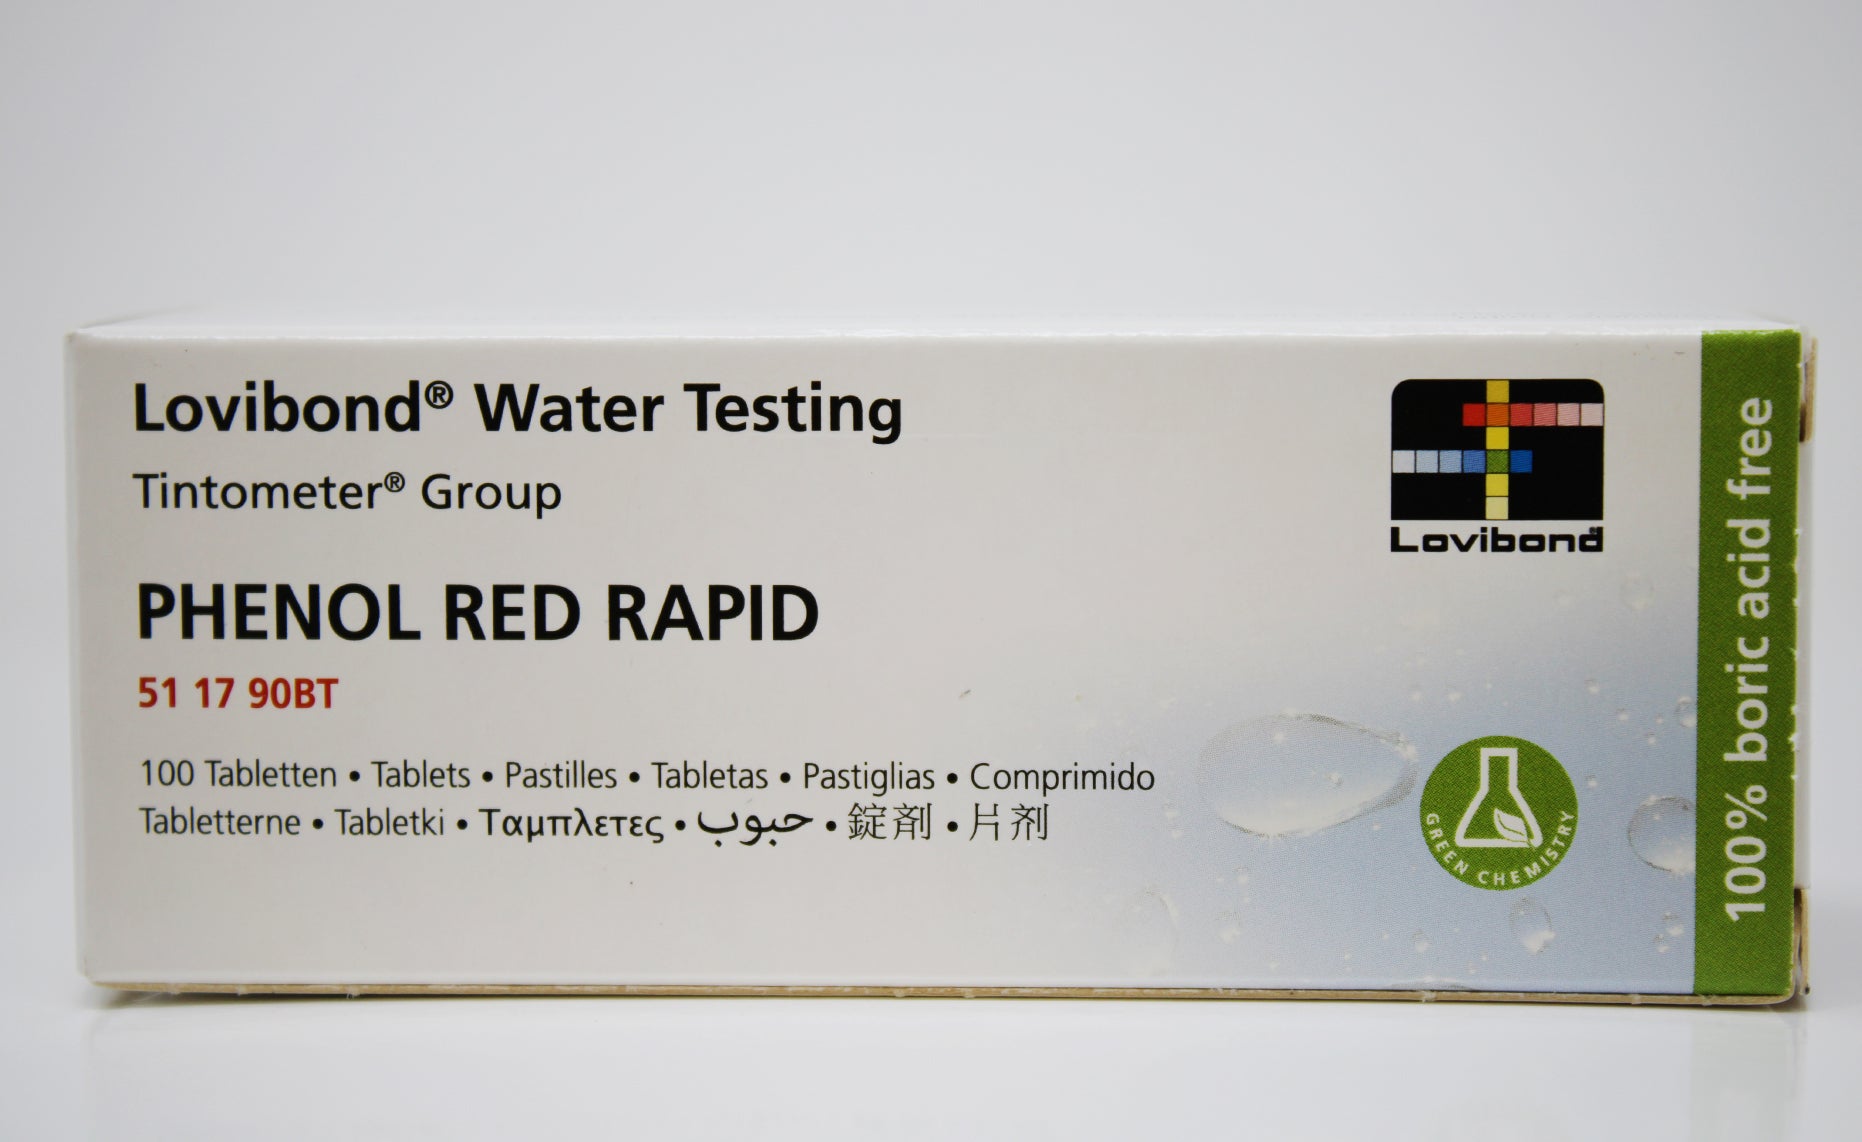 Lovibond® Water Testing
Tintometer® Group
PHENOL RED RAPID
51 17 90BT
100 Tabletten • Tablets • Pastilles • Tabletas • Pastiglias • Comprimido
Tabletterne • Tabletki • Ταμπλετες • حبوب • 錠剤 • 片剂
Lovibond®
GREEN CHEMISTRY
100% boric acid free